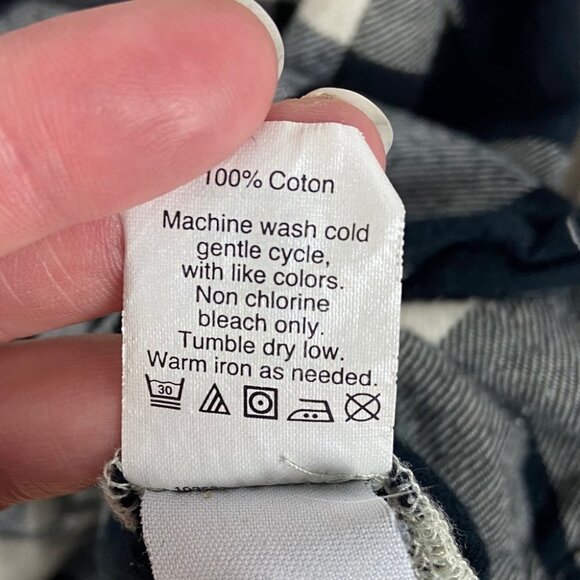 100% Coton
Machine wash cold
gentle cycle,
with like colors.
Non chlorine
bleach only.
Tumble dry low.
Warm iron as needed.
30